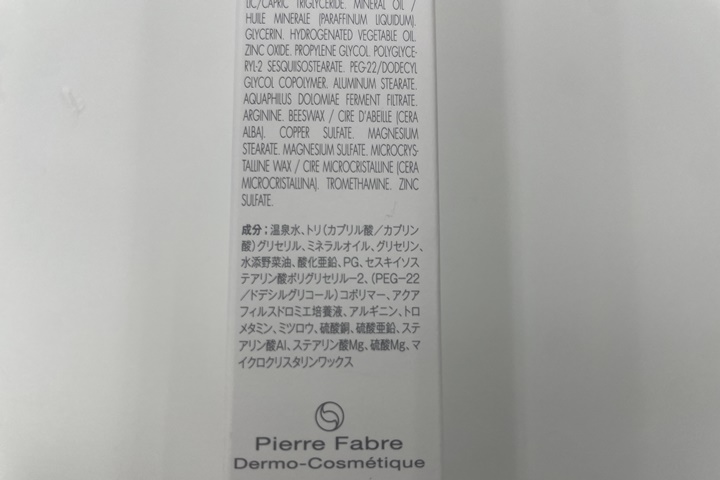 LIC/CAPRIC TRIGLYCERIDE. MINERAL OIL /
HUILE MINERALE (PARAFFINUM LIQUIDUM).
GLYCERIN. HYDROGENATED VEGETABLE OIL.
ZINC OXIDE. PROPYLENE GLYCOL. POLYGLYCE-
RYL-2 SESQUIISOSTEARATE. PEG-22/DODECYL
GLYCOL COPOLYMER. ALUMINUM STEARATE.
AQUAPHILUS DOLOMIAE FERMENT FILTRATE.
ARGININE. BEESWAX / CIRE D'ABEILLE (CERA
ALBA). COPPER SULFATE. MAGNESIUM
STEARATE. MAGNESIUM SULFATE. MICROCRYS-
TALLINE WAX / CIRE MICROCRISTALLINE (CERA
MICROCRISTALLINA). TROMETHAMINE. ZINC
SULFATE.
成分:温泉水、トリ(カプリル酸/カプリン
酸)グリセリル、ミネラルオイル、グリセリン、
水添野菜油、酸化亜鉛、PG、セスキイソス
テアリン酸ポリグリセリル-2、(PEG-22
/ドデシルグリコール)コポリマー、アクア
フィルスドロミエ培養液、アルギニン、トロ
メタミン、ミツロウ、硫酸銅、硫酸亜鉛、ステ
アリン酸Al、ステアリン酸Mg、硫酸Mg、マ
イクロクリスタリンワックス
Pierre Fabre
Dermo-Cosmétique